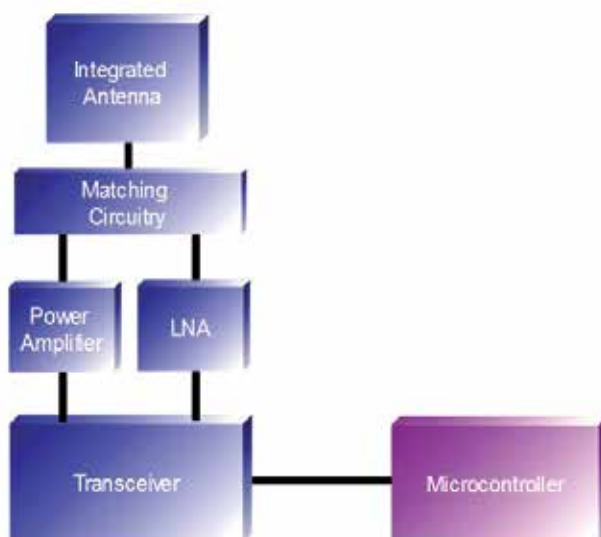 Integrated
Antenna
Matching
Circuitry
Power
Amplifier
LNA
Transceiver
Microcontroller